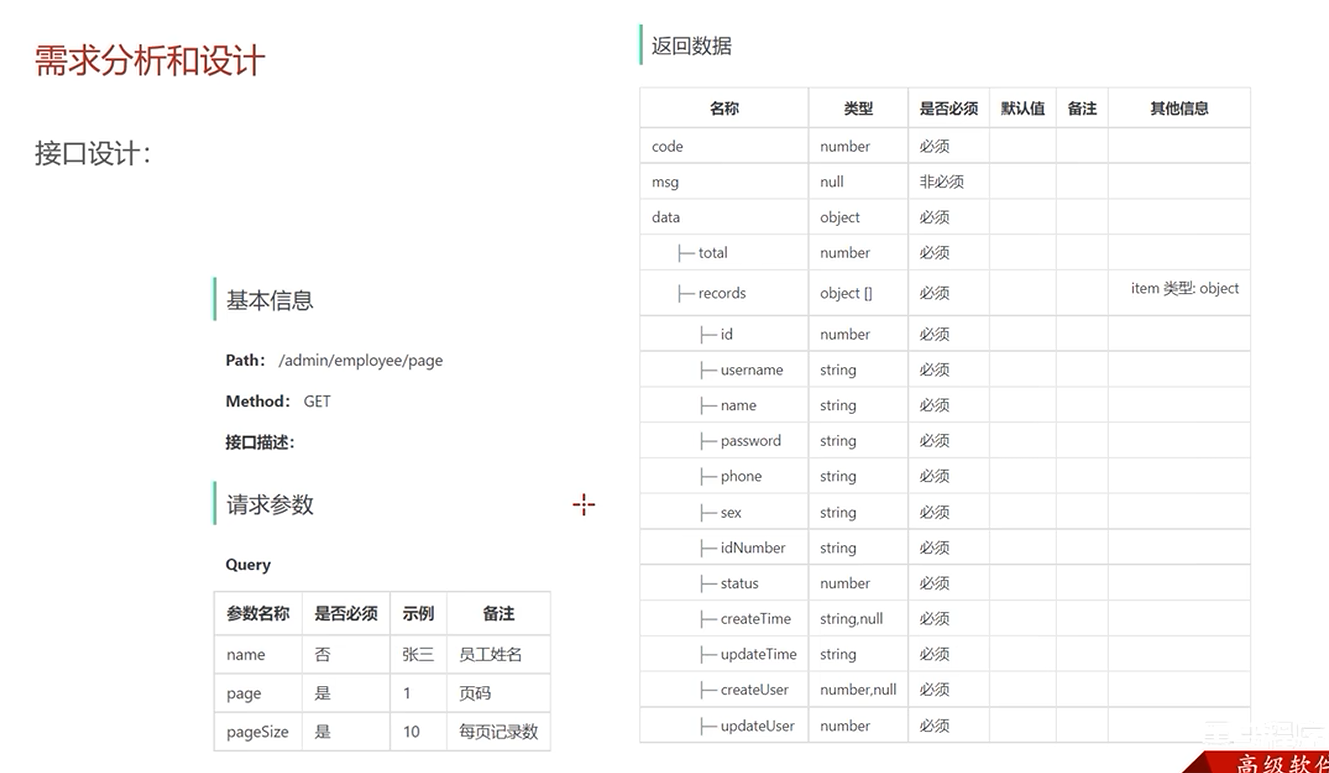 需求分析和设计
接口设计：
基本信息
Path： /admin/employee/page
Method： GET
接口描述：
请求参数
Query
参数名称 是否必须 示例 备注
name 否 张三 员工姓名
page 是 1 页码
pageSize 是 10 每页记录数
返回数据
名称 类型 是否必须 默认值 备注 其他信息
code number 必须
msg null 非必须
data object 必须
├─ total number 必须
├─ records object [] 必须 item 类型: object
├─ id number 必须
├─ username string 必须
├─ name string 必须
├─ password string 必须
├─ phone string 必须
├─ sex string 必须
├─ idNumber string 必须
├─ status number 必须
├─ createTime string,null 必须
├─ updateTime string 必须
├─ createUser number,null 必须
├─ updateUser number 必须
高级软件